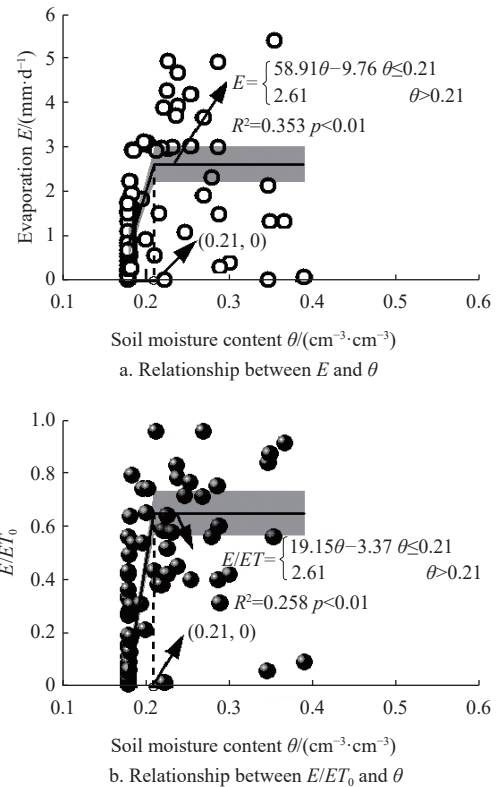 6
5
4
3
2
1
0
Evaporation E/(mm·d⁻¹)
E={58.91θ−9.76 θ≤0.21
2.61 θ>0.21
R²=0.353 p<0.01
(0.21, 0)
0.1 0.2 0.3 0.4 0.5 0.6
Soil moisture content θ/(cm⁻³·cm⁻³)
a. Relationship between E and θ
1.0
0.8
0.6
0.4
0.2
0
E/ET₀
E/ET={19.15θ−3.37 θ≤0.21
2.61 θ>0.21
R²=0.258 p<0.01
(0.21, 0)
0.1 0.2 0.3 0.4 0.5 0.6
Soil moisture content θ/(cm⁻³·cm⁻³)
b. Relationship between E/ET₀ and θ